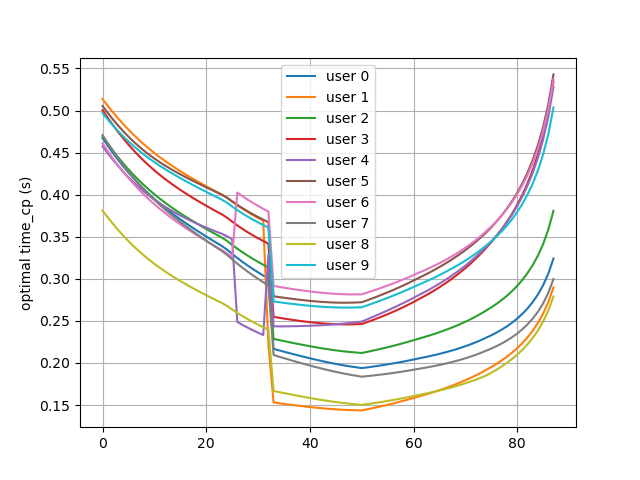 0.55
0.50
0.45
0.40
0.35
0.30
0.25
0.20
0.15
optimal time_cp (s)
0 20 40 60 80
user 0
user 1
user 2
user 3
user 4
user 5
user 6
user 7
user 8
user 9